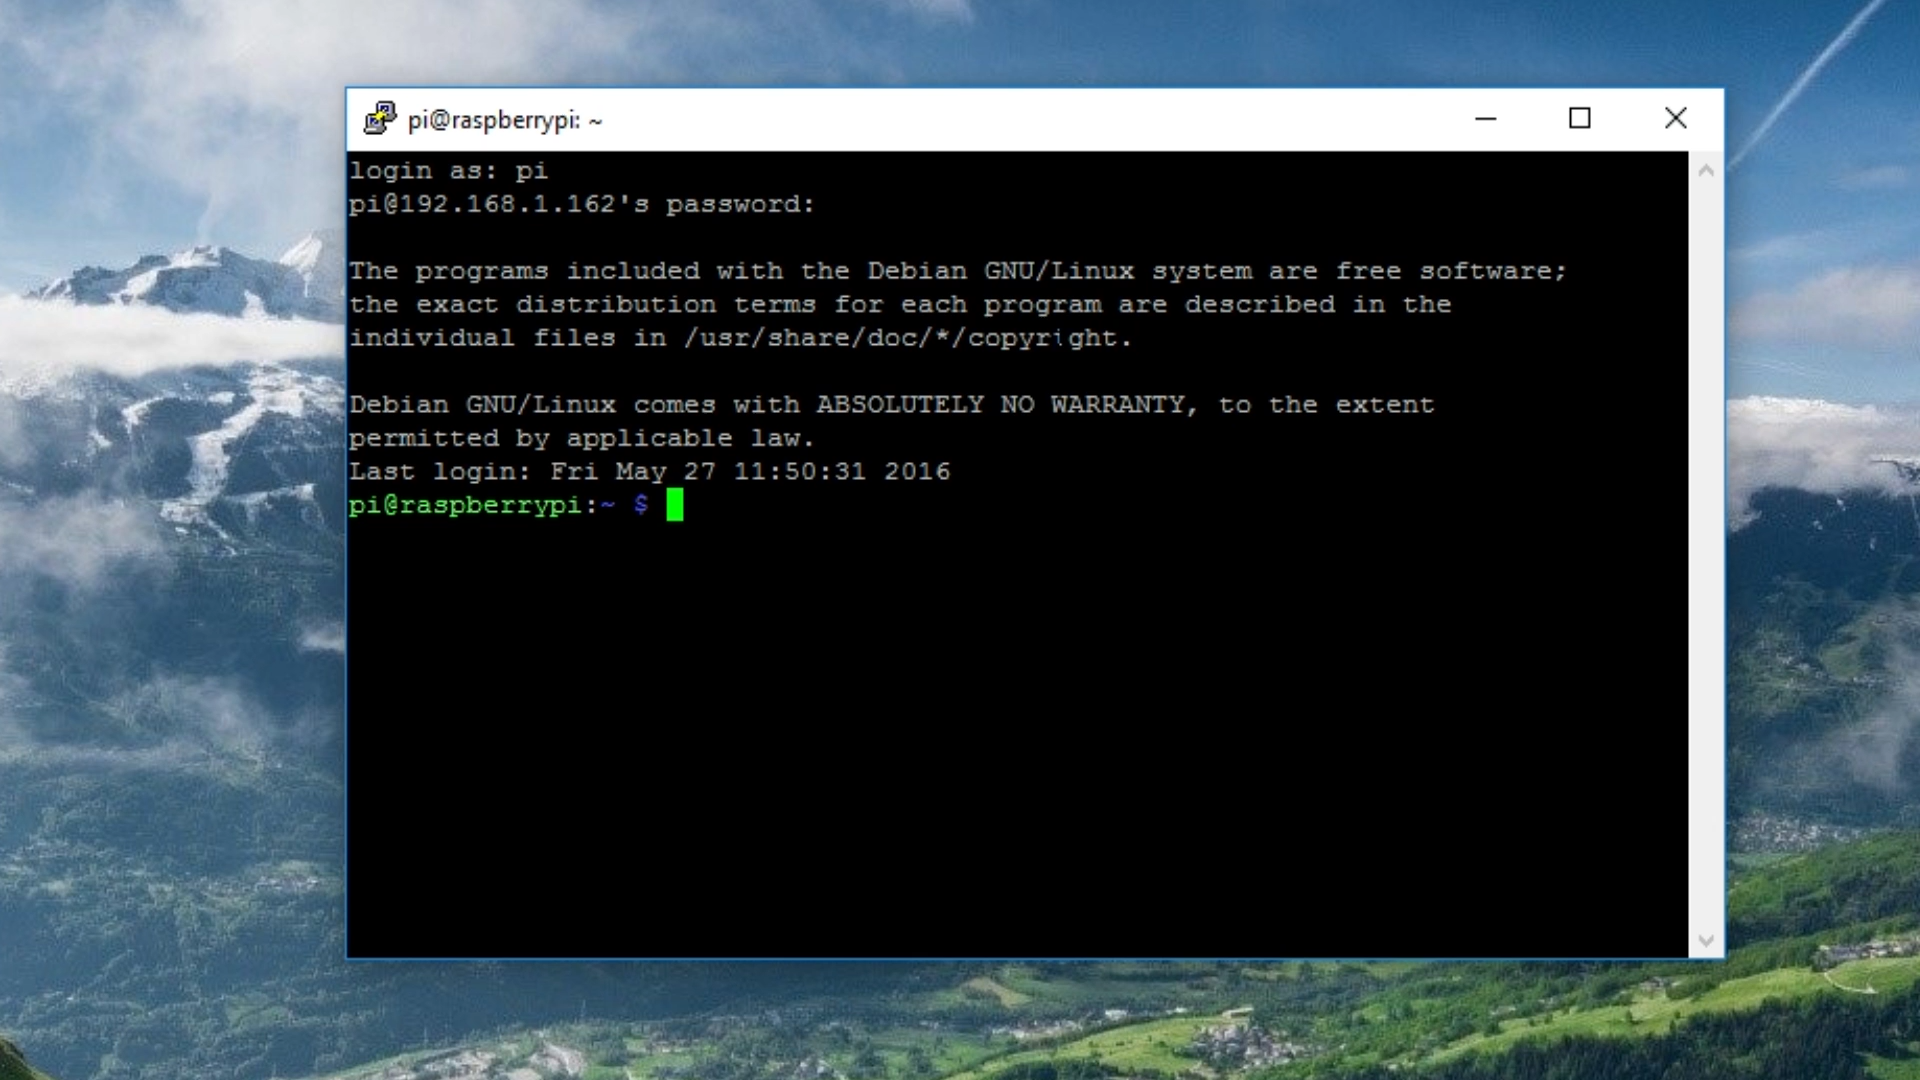 pi@raspberrypi: ~
login as: pi
pi@192.168.1.162's password:
The programs included with the Debian GNU/Linux system are free software;
the exact distribution terms for each program are described in the
individual files in /usr/share/doc/*/copyright.
Debian GNU/Linux comes with ABSOLUTELY NO WARRANTY, to the extent
permitted by applicable law.
Last login: Fri May 27 11:50:31 2016
pi@raspberrypi:~ $